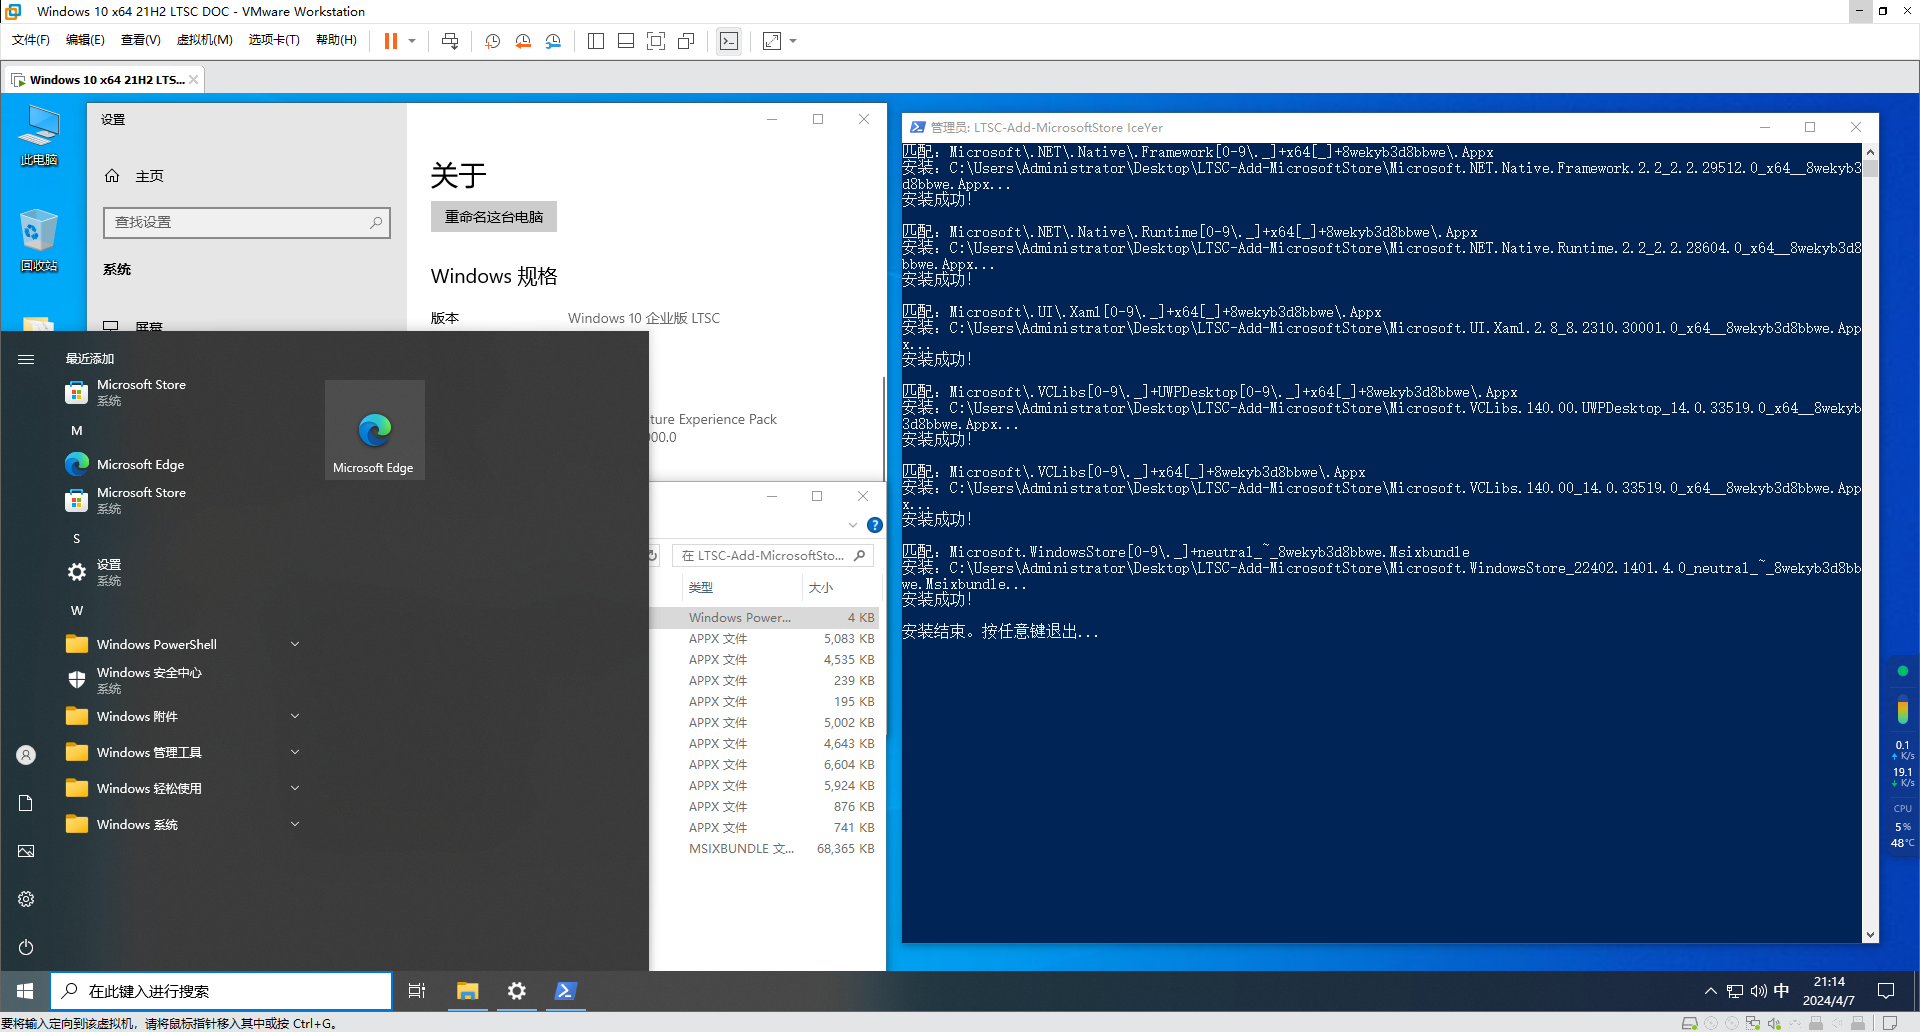 Windows 10 x64 21H2 LTSC DOC - VMware Workstation
文件(F) 编辑(E) 查看(V) 虚拟机(M) 选项卡(T) 帮助(H)
Windows 10 x64 21H2 LTS...
此电脑
回收站
设置
主页
查找设置
系统
屏幕
关于
重命名这台电脑
Windows 规格
版本 Windows 10 企业版 LTSC
ture Experience Pack
000.0
最近添加
Microsoft Store
系统
M
Microsoft Edge
Microsoft Store
系统
S
设置
系统
W
Windows PowerShell
Windows 安全中心
系统
Windows 附件
Windows 管理工具
Windows 轻松使用
Windows 系统
Microsoft Edge
在 LTSC-Add-MicrosoftSto...
类型 大小
Windows Power... 4 KB
APPX 文件 5,083 KB
APPX 文件 4,535 KB
APPX 文件 239 KB
APPX 文件 195 KB
APPX 文件 5,002 KB
APPX 文件 4,643 KB
APPX 文件 6,604 KB
APPX 文件 5,924 KB
APPX 文件 876 KB
APPX 文件 741 KB
MSIXBUNDLE 文... 68,365 KB
管理员: LTSC-Add-MicrosoftStore IceYer
匹配: Microsoft\.NET\.Native\.Framework[0-9\._]+x64[_]+8wekyb3d8bbwe\.Appx
安装: C:\Users\Administrator\Desktop\LTSC-Add-MicrosoftStore\Microsoft.NET.Native.Framework.2.2_2.2.29512.0_x64__8wekyb3
d8bbwe.Appx...
安装成功!
匹配: Microsoft\.NET\.Native\.Runtime[0-9\._]+x64[_]+8wekyb3d8bbwe\.Appx
安装: C:\Users\Administrator\Desktop\LTSC-Add-MicrosoftStore\Microsoft.NET.Native.Runtime.2.2_2.2.28604.0_x64__8wekyb3d8
bbwe.Appx...
安装成功!
匹配: Microsoft\.UI\.Xaml[0-9\._]+x64[_]+8wekyb3d8bbwe\.Appx
安装: C:\Users\Administrator\Desktop\LTSC-Add-MicrosoftStore\Microsoft.UI.Xaml.2.8_8.2310.30001.0_x64__8wekyb3d8bbwe.App
x...
安装成功!
匹配: Microsoft\.VCLibs[0-9\._]+UWPDesktop[0-9\._]+x64[_]+8wekyb3d8bbwe\.Appx
安装: C:\Users\Administrator\Desktop\LTSC-Add-MicrosoftStore\Microsoft.VCLibs.140.00.UWPDesktop_14.0.33519.0_x64__8wekyb
3d8bbwe.Appx...
安装成功!
匹配: Microsoft\.VCLibs[0-9\._]+x64[_]+8wekyb3d8bbwe\.Appx
安装: C:\Users\Administrator\Desktop\LTSC-Add-MicrosoftStore\Microsoft.VCLibs.140.00_14.0.33519.0_x64__8wekyb3d8bbwe.App
x...
安装成功!
匹配: Microsoft.WindowsStore[0-9\._]+neutral_~_8wekyb3d8bbwe.Msixbundle
安装: C:\Users\Administrator\Desktop\LTSC-Add-MicrosoftStore\Microsoft.WindowsStore_22402.1401.4.0_neutral_~_8wekyb3d8bb
we.Msixbundle...
安装成功!
安装结束。按任意键退出...
0.1
↑ K/s
19.1
↓ K/s
CPU
5%
48°C
在此键入进行搜索
中
21:14
2024/4/7
要将输入定向到该虚拟机，请将鼠标指针移入其中或按 Ctrl+G。